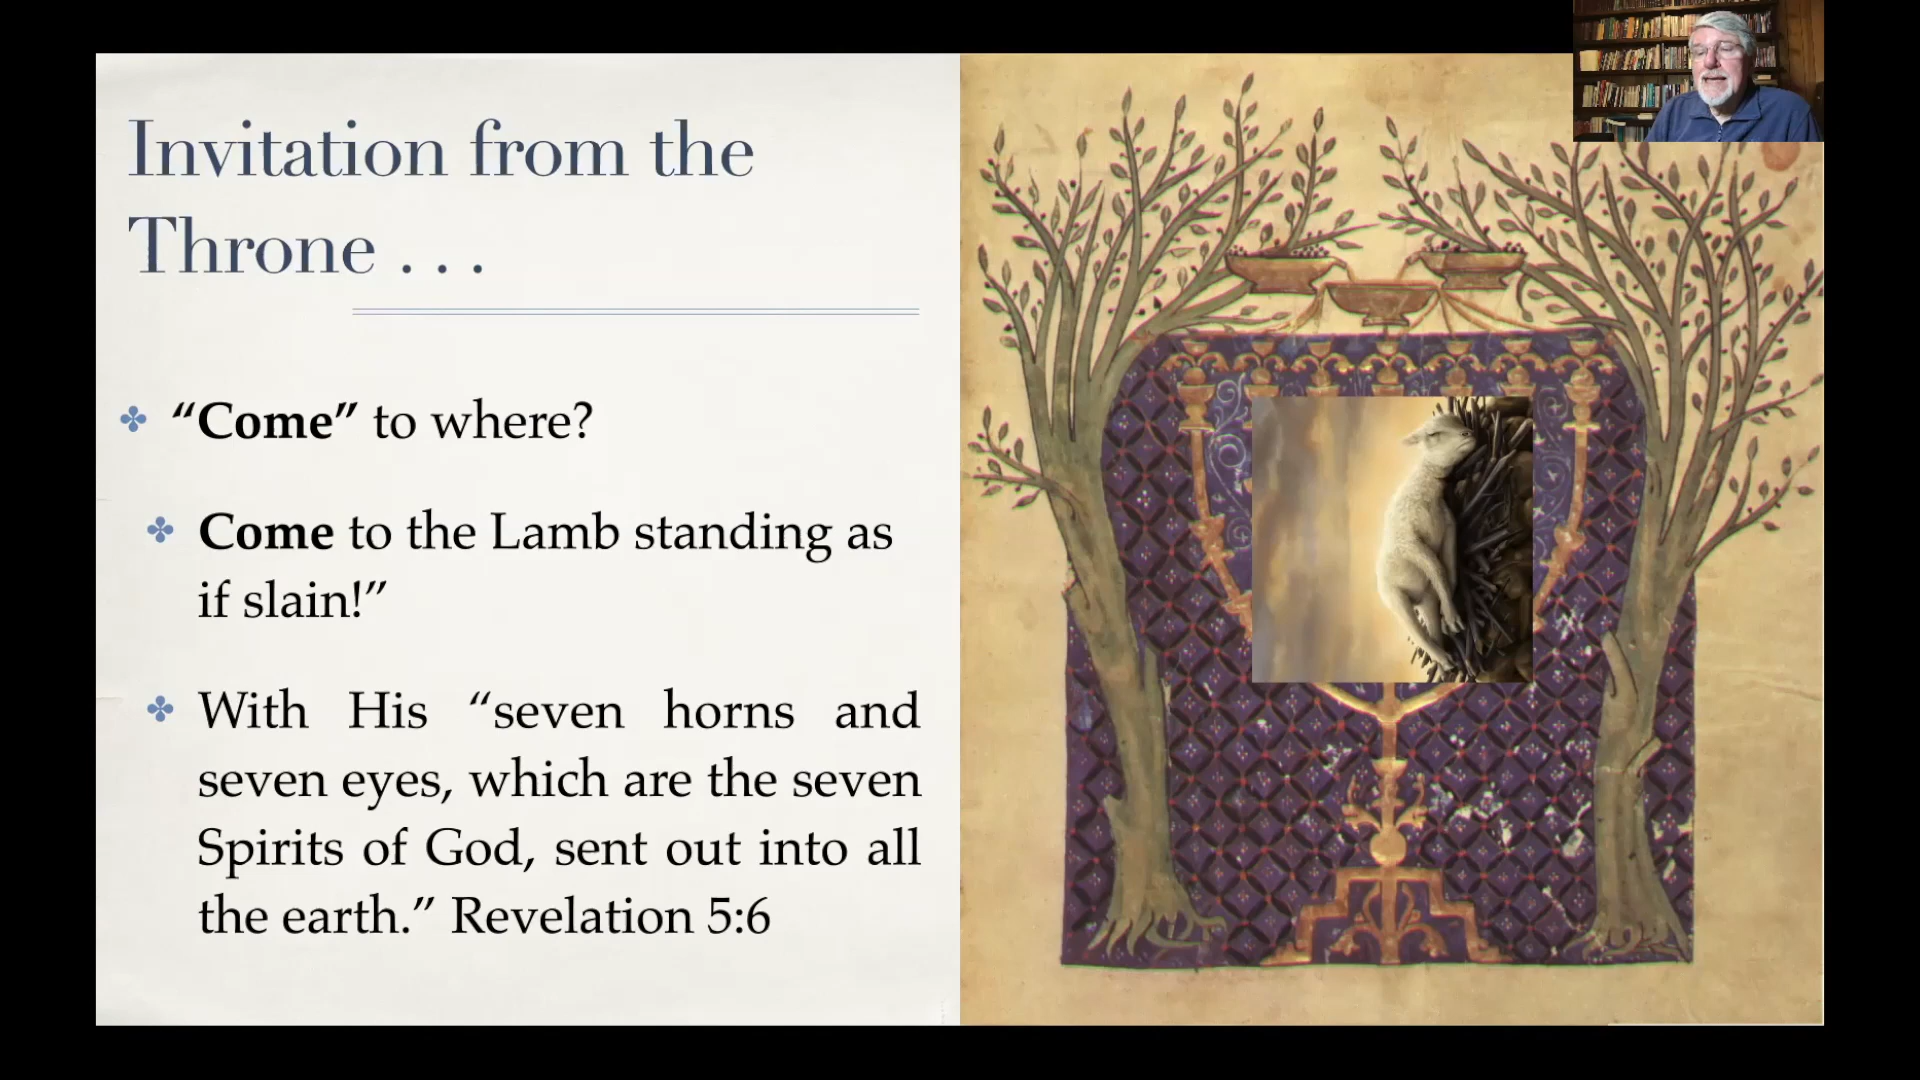 Invitation from the
Throne . . .
“Come” to where?
Come to the Lamb standing as
if slain!”
With His “seven horns and
seven eyes, which are the seven
Spirits of God, sent out into all
the earth.” Revelation 5:6